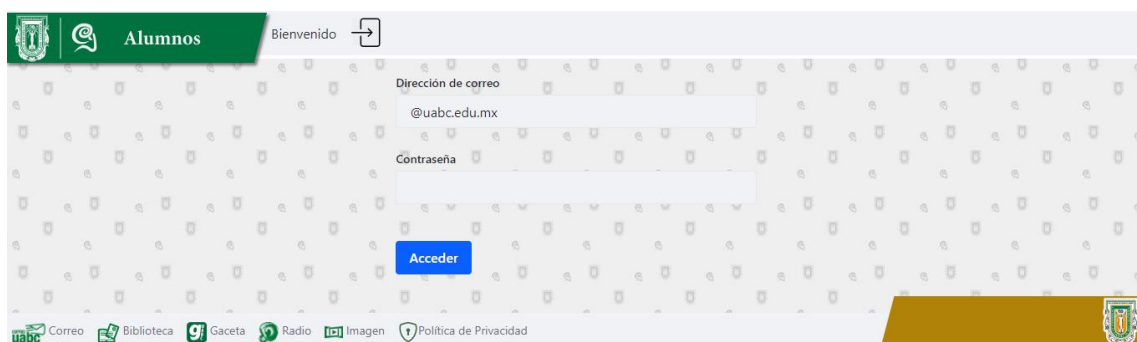 Alumnos
Bienvenido
Dirección de correo
@uabc.edu.mx
Contraseña
Acceder
uabc Correo Biblioteca Gaceta Radio Imagen Política de Privacidad